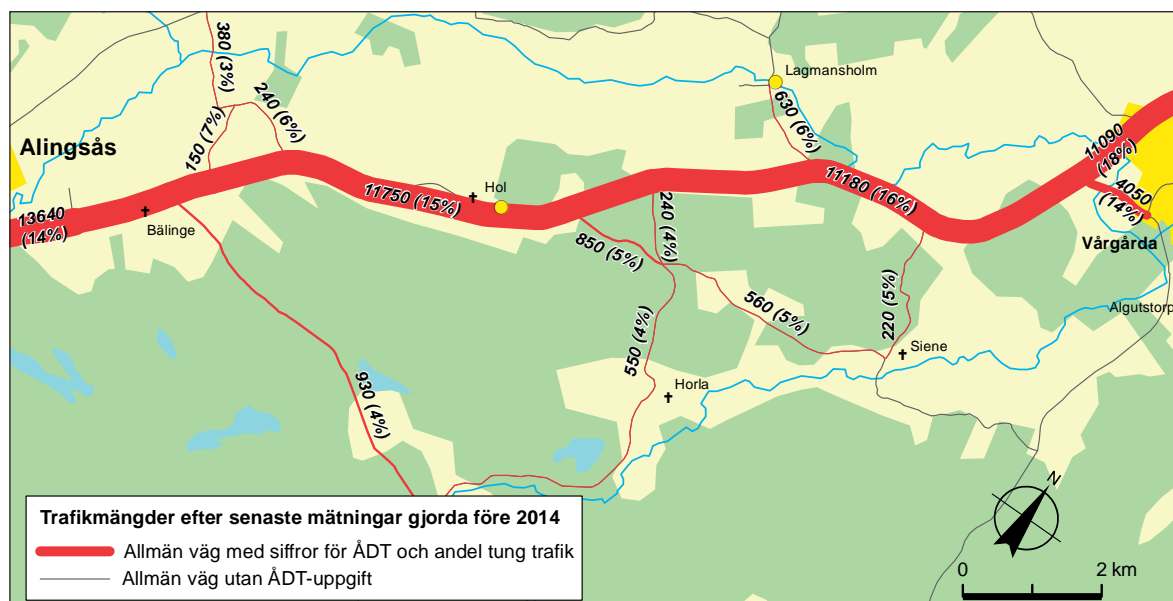 380 (3%)
Lagmansholm
240 (6%)
630 (6%)
150 (7%)
Alingsås
11090
(18%)
Hol
11750 (15%)
11180 (16%)
4050
(14%)
13640
(14%)
Bälinge
240 (4%)
850 (5%)
Vårgårda
220 (5%)
560 (5%)
Algutstorp
550 (4%)
Siene
930 (4%)
Horla
Trafikmängder efter senaste mätningar gjorda före 2014
Allmän väg med siffror för ÅDT och andel tung trafik
Allmän väg utan ÅDT-uppgift
N
0 2 km